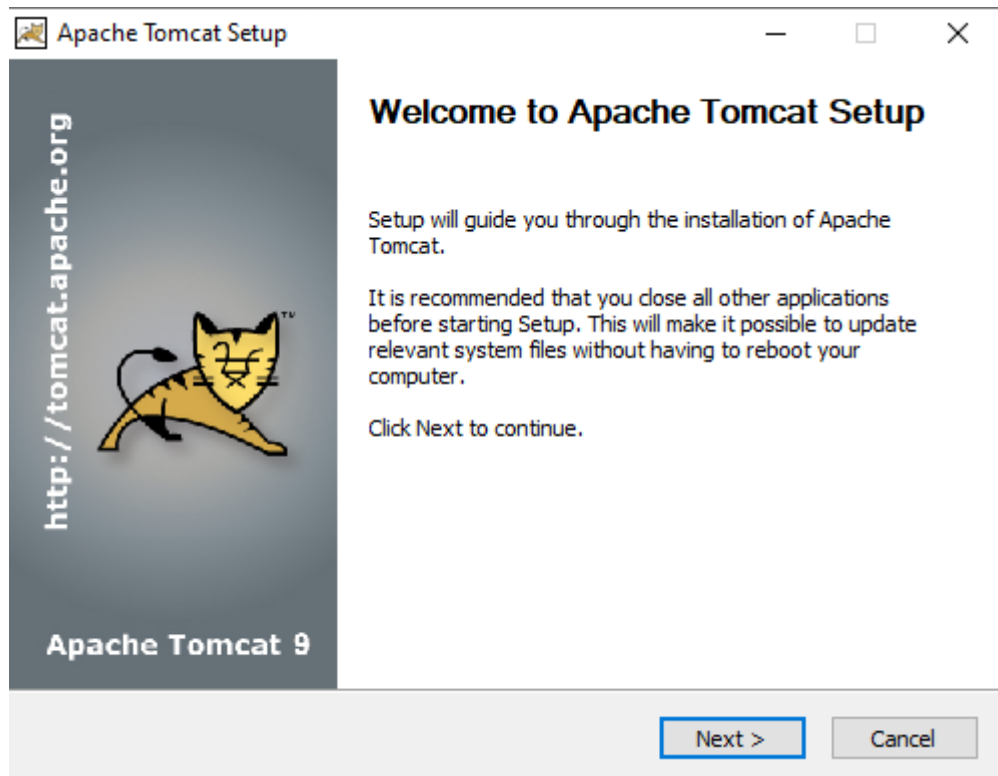 Apache Tomcat Setup
http://tomcat.apache.org
Apache Tomcat 9
Welcome to Apache Tomcat Setup
Setup will guide you through the installation of Apache
Tomcat.
It is recommended that you close all other applications
before starting Setup. This will make it possible to update
relevant system files without having to reboot your
computer.
Click Next to continue.
TM
Next >
Cancel